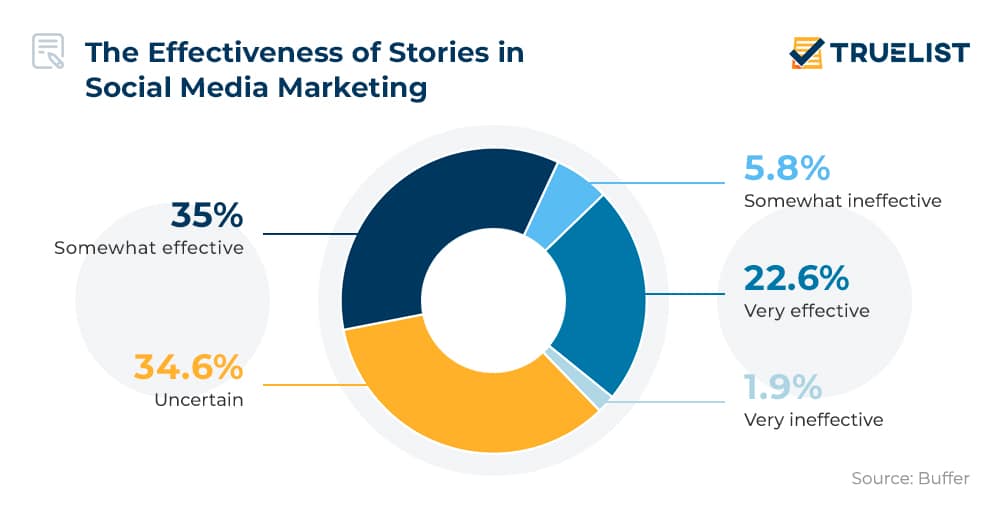 The Effectiveness of Stories in
Social Media Marketing
TRUELIST
35%
Somewhat effective
34.6%
Uncertain
5.8%
Somewhat ineffective
22.6%
Very effective
1.9%
Very ineffective
Source: Buffer